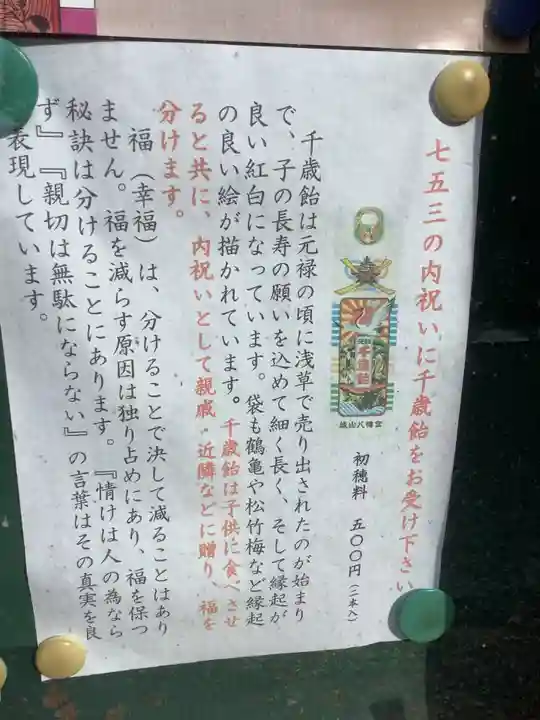 七五三の内祝いに千歳飴をお受け下さい
寿
千歳飴
城山八幡宮
初穂料 五〇〇円(二本入)
千歳飴は元禄の頃に浅草で売り出されたのが始まり
で、子の長寿の願いを込めて細く長く、そして縁起が
良い紅白になっています。袋も鶴亀や松竹梅など縁起
の良い絵が描かれています。千歳飴は子供に食べさせ
ると共に、内祝いとして親戚・近隣などに贈り、福を
分けます。
福(幸福)は、分けることで決して減ることはあり
ません。福を減らす原因は独り占めにあり、福を保つ
秘訣は分けることにあります。『情けは人の為なら
ず』『親切は無駄にならない』の言葉はその真実を良
く表現しています。